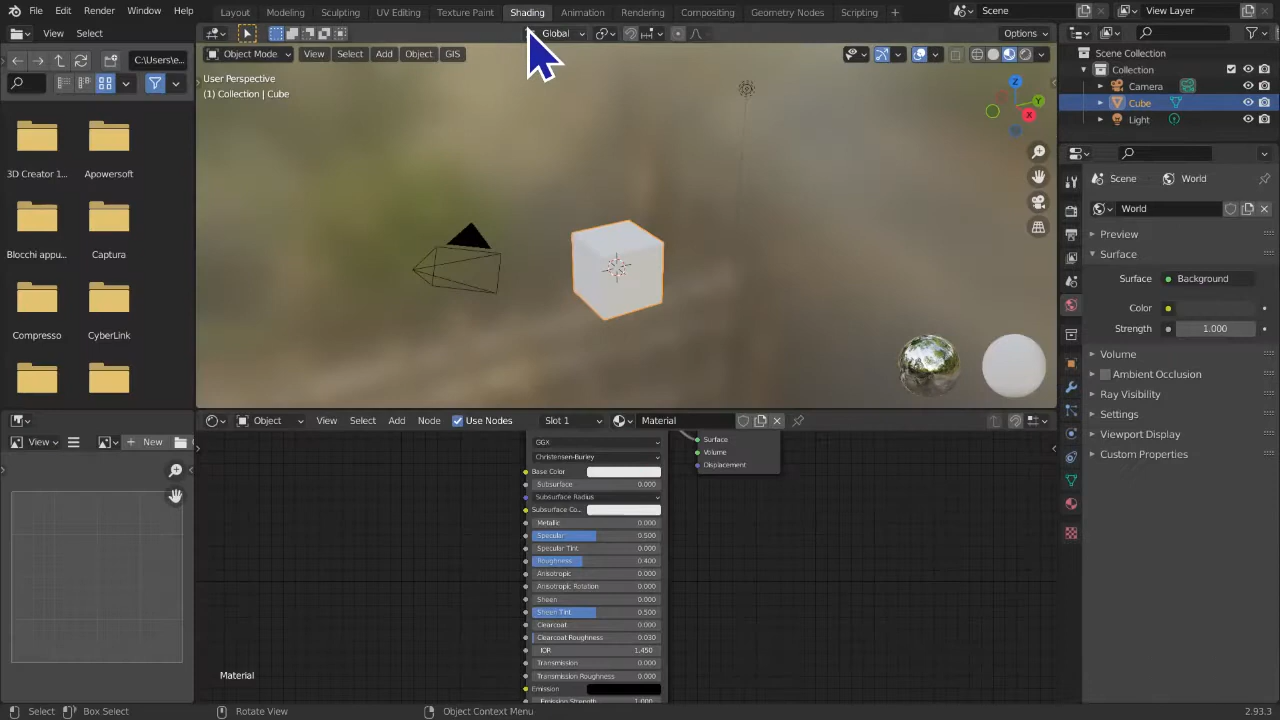 File Edit Render Window Help Layout Modeling Sculpting UV Editing Texture Paint Shading Animation Rendering Compositing Geometry Nodes Scripting + Scene View Layer
View Select Global Options
Object Mode View Select Add Object GIS
C:\Users\e...
User Perspective
(1) Collection | Cube
Z
Y
X
3D Creator 1...
Apowersoft
Blocchi appu...
Captura
Compresso
CyberLink
Scene Collection
Collection
Camera
Cube
Light
Scene World
World
Preview
Surface
Surface Background
Color
Strength 1.000
Volume
Ambient Occlusion
Ray Visibility
Settings
Viewport Display
Custom Properties
Object View Select Add Node Use Nodes Slot 1 Material
View + New
GGX
Christensen-Burley
Base Color
Subsurface 0.000
Subsurface Radius
Subsurface Co...
Metallic 0.000
Specular 0.500
Specular Tint 0.000
Roughness 0.400
Anisotropic 0.000
Anisotropic Rotation 0.000
Sheen 0.000
Sheen Tint 0.500
Clearcoat 0.000
Clearcoat Roughness 0.030
IOR 1.450
Transmission 0.000
Transmission Roughness 0.000
Emission
Emission Strength 1.000
Surface
Volume
Displacement
Material
Select Box Select Rotate View Object Context Menu 2.93.3